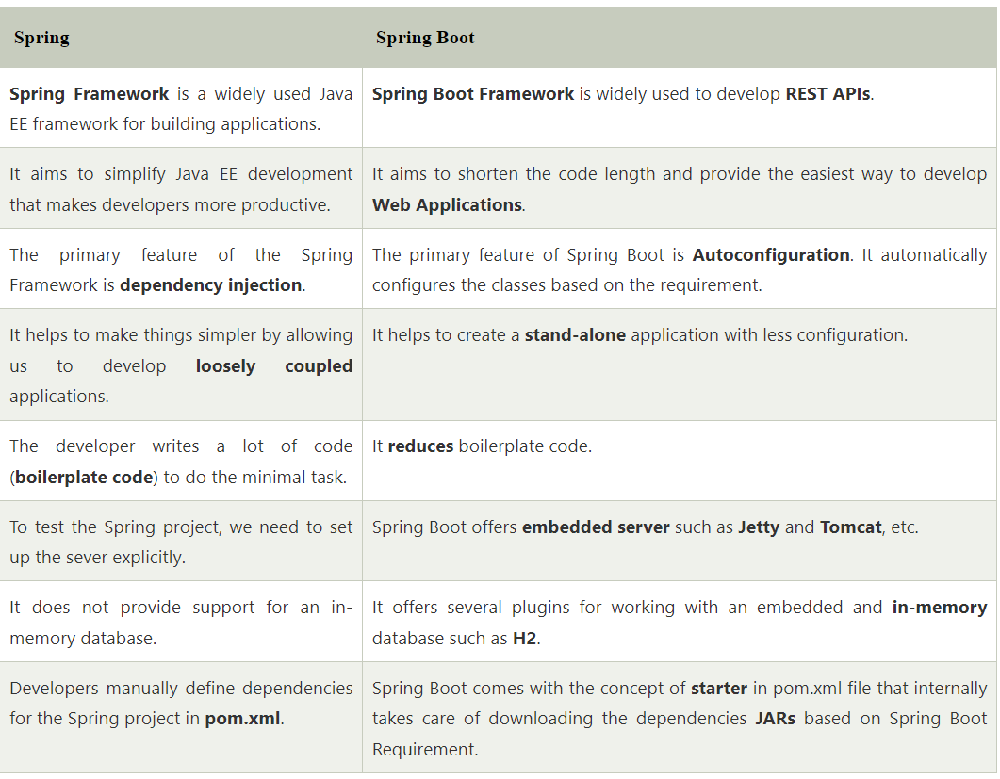 Spring
Spring Boot
Spring Framework is a widely used Java
EE framework for building applications.
Spring Boot Framework is widely used to develop REST APIs.
It aims to simplify Java EE development
that makes developers more productive.
It aims to shorten the code length and provide the easiest way to develop
Web Applications.
The primary feature of the Spring
Framework is dependency injection.
The primary feature of Spring Boot is Autoconfiguration. It automatically
configures the classes based on the requirement.
It helps to make things simpler by allowing
us to develop loosely coupled
applications.
It helps to create a stand-alone application with less configuration.
The developer writes a lot of code
(boilerplate code) to do the minimal task.
It reduces boilerplate code.
To test the Spring project, we need to set
up the sever explicitly.
Spring Boot offers embedded server such as Jetty and Tomcat, etc.
It does not provide support for an in-
memory database.
It offers several plugins for working with an embedded and in-memory
database such as H2.
Developers manually define dependencies
for the Spring project in pom.xml.
Spring Boot comes with the concept of starter in pom.xml file that internally
takes care of downloading the dependencies JARs based on Spring Boot
Requirement.